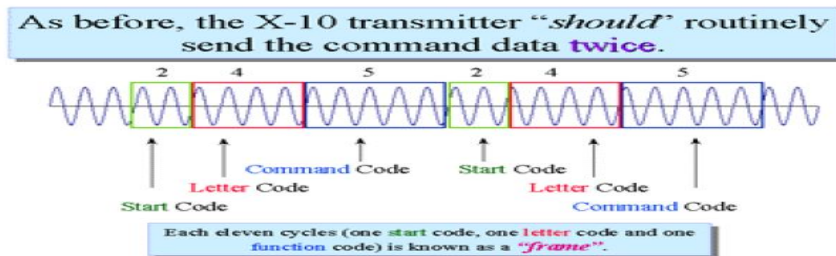 As before, the X-10 transmitter “should” routinely
send the command data twice.
2 4 5 2 4 5
Command Code Start Code
Letter Code Letter Code
Start Code Command Code
Each eleven cycles (one start code, one letter code and one
function code) is known as a “frame”.